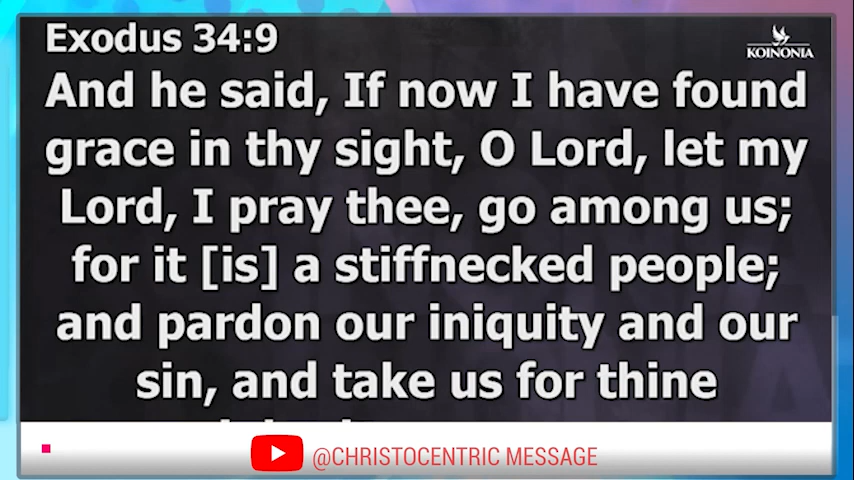 Exodus 34:9
KOINONIA
And he said, If now I have found
grace in thy sight, O Lord, let my
Lord, I pray thee, go among us;
for it [is] a stiffnecked people;
and pardon our iniquity and our
sin, and take us for thine
@CHRISTOCENTRIC MESSAGE